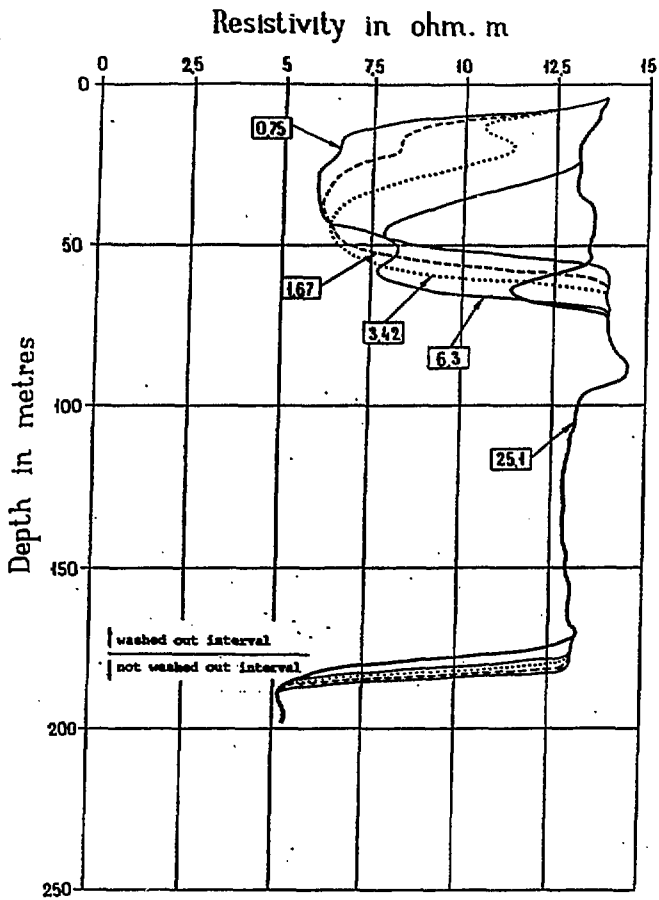 Resistivity in ohm. m
0 2,5 5 7,5 10 12,5 15
0
0,75
50
1,67
3,42
6,3
Depth in metres
100
25,1
150
washed out interval
not washed out interval
200
250